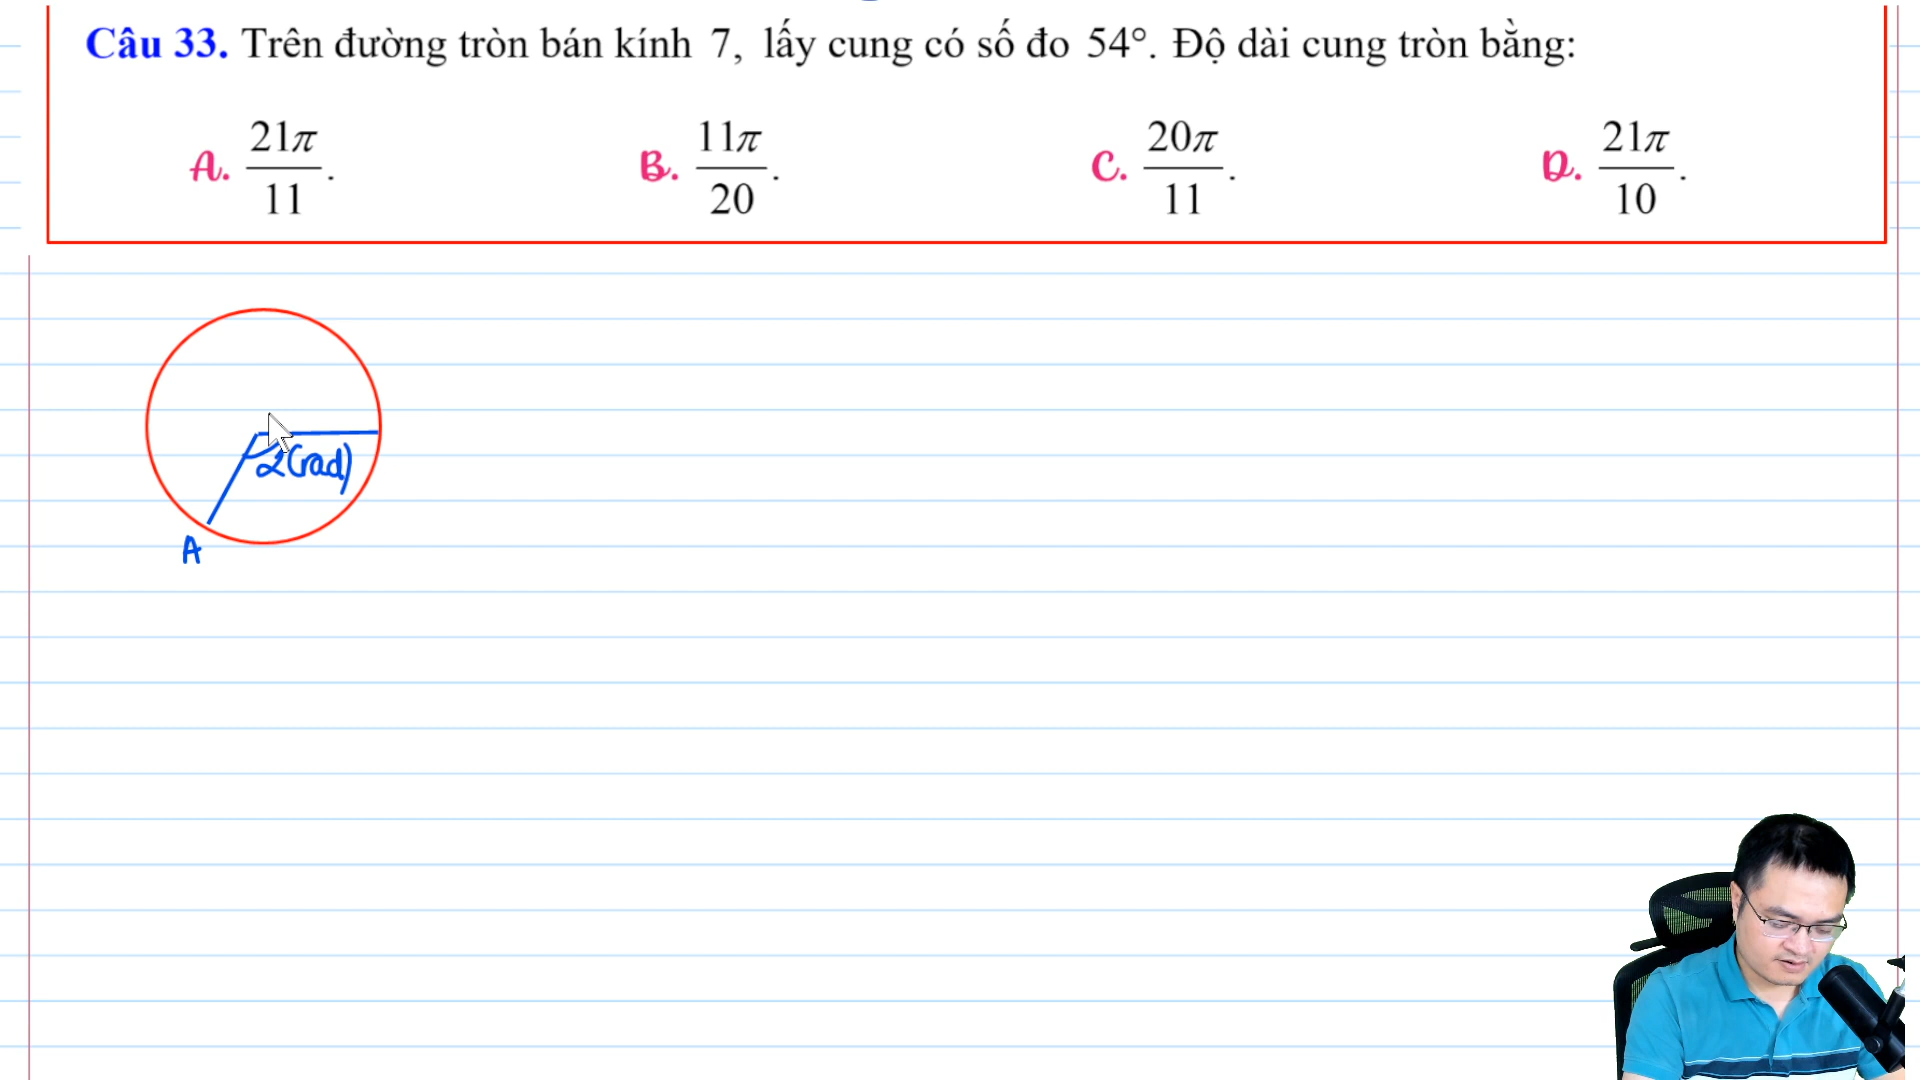 Câu 33. Trên đường tròn bán kính 7, lấy cung có số đo 54°. Độ dài cung tròn bằng:
A. 21π/11. B. 11π/20. C. 20π/11. D. 21π/10.
α(rad)
A